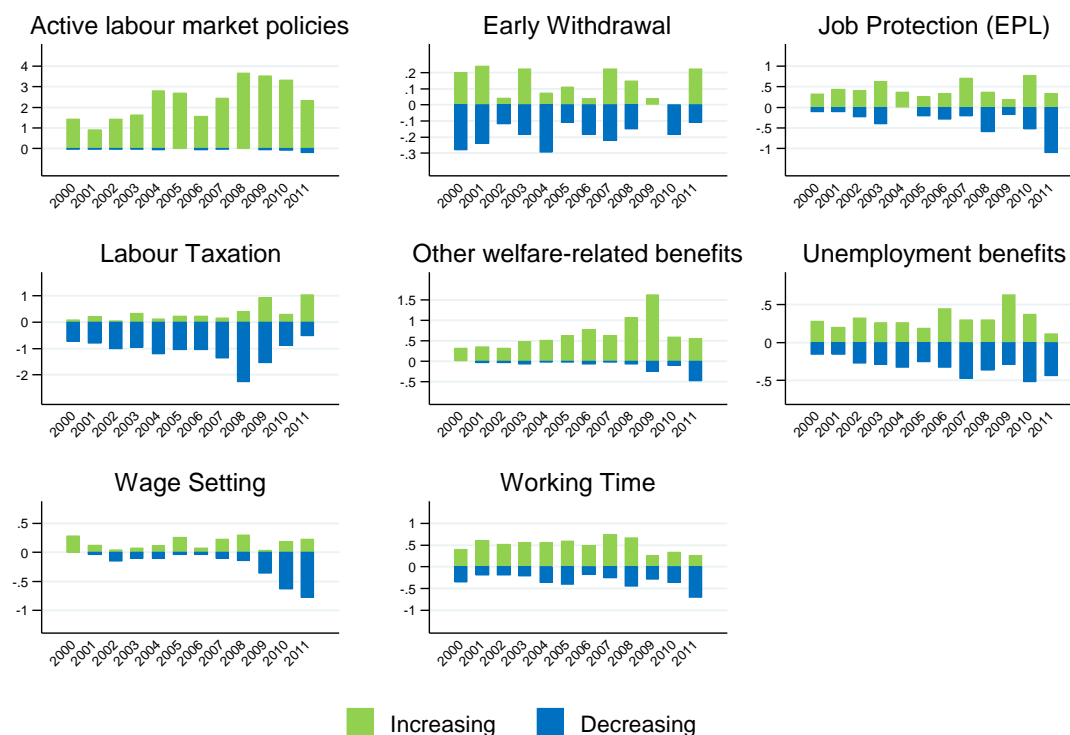 Active labour market policies
4
3
2
1
0
2000 2001 2002 2003 2004 2005 2006 2007 2008 2009 2010 2011
Early Withdrawal
.2
.1
0
-.1
-.2
-.3
2000 2001 2002 2003 2004 2005 2006 2007 2008 2009 2010 2011
Job Protection (EPL)
1
.5
0
-.5
-1
2000 2001 2002 2003 2004 2005 2006 2007 2008 2009 2010 2011
Labour Taxation
1
0
-1
-2
2000 2001 2002 2003 2004 2005 2006 2007 2008 2009 2010 2011
Other welfare-related benefits
1.5
1
.5
0
-.5
2000 2001 2002 2003 2004 2005 2006 2007 2008 2009 2010 2011
Unemployment benefits
.5
0
-.5
2000 2001 2002 2003 2004 2005 2006 2007 2008 2009 2010 2011
Wage Setting
.5
0
-.5
-1
2000 2001 2002 2003 2004 2005 2006 2007 2008 2009 2010 2011
Working Time
1
.5
0
-.5
-1
2000 2001 2002 2003 2004 2005 2006 2007 2008 2009 2010 2011
Increasing Decreasing